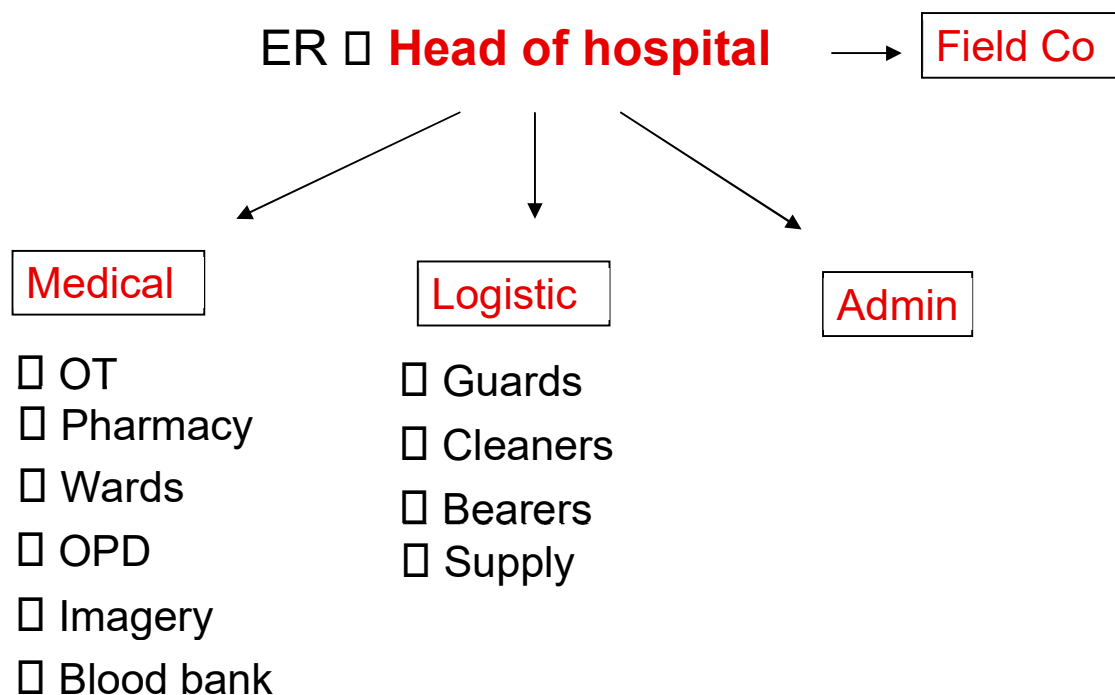 ER □ Head of hospital
Field Co
Medical
□ OT
□ Pharmacy
□ Wards
□ OPD
□ Imagery
□ Blood bank
Logistic
□ Guards
□ Cleaners
□ Bearers
□ Supply
Admin